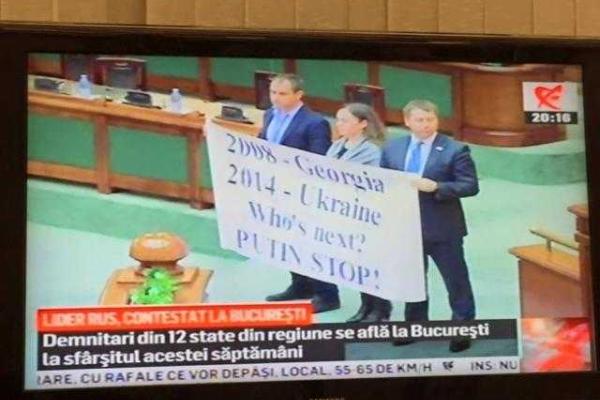 2008 - Georgia
2014 - Ukraine
Who's next?
PUTIN STOP!
20:16
LIDER RUS, CONTESTAT LA BUCUREȘTI
Demnitari din 12 state din regiune se află la București
la sfârșitul acestei săptămâni
RARE, CU RAFALE CE VOR DEPĂȘI, LOCAL, 55-65 DE KM/H INS: NU